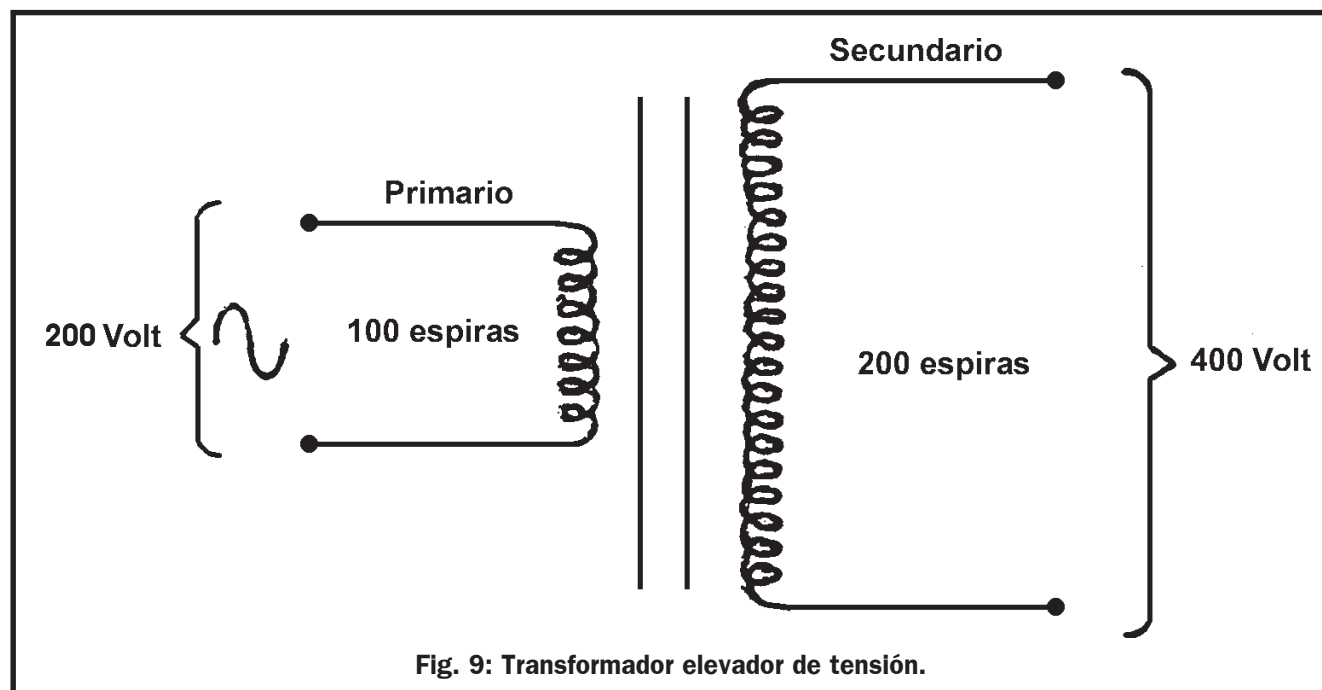 Secundario
Primario
200 Volt
100 espiras
200 espiras
400 Volt
Fig. 9: Transformador elevador de tensión.